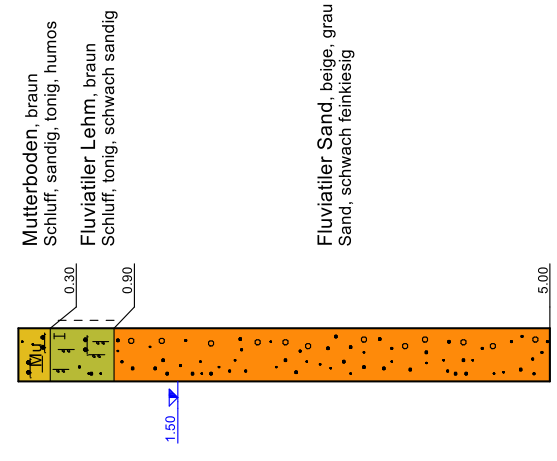 Mutterboden, braun
Schluff, sandig, tonig, humos
0.30
Mu
Fluviatiler Lehm, braun
Schluff, tonig, schwach sandig
0.90
1.50
Fluviatiler Sand, beige, grau
Sand, schwach feinkiesig
5.00